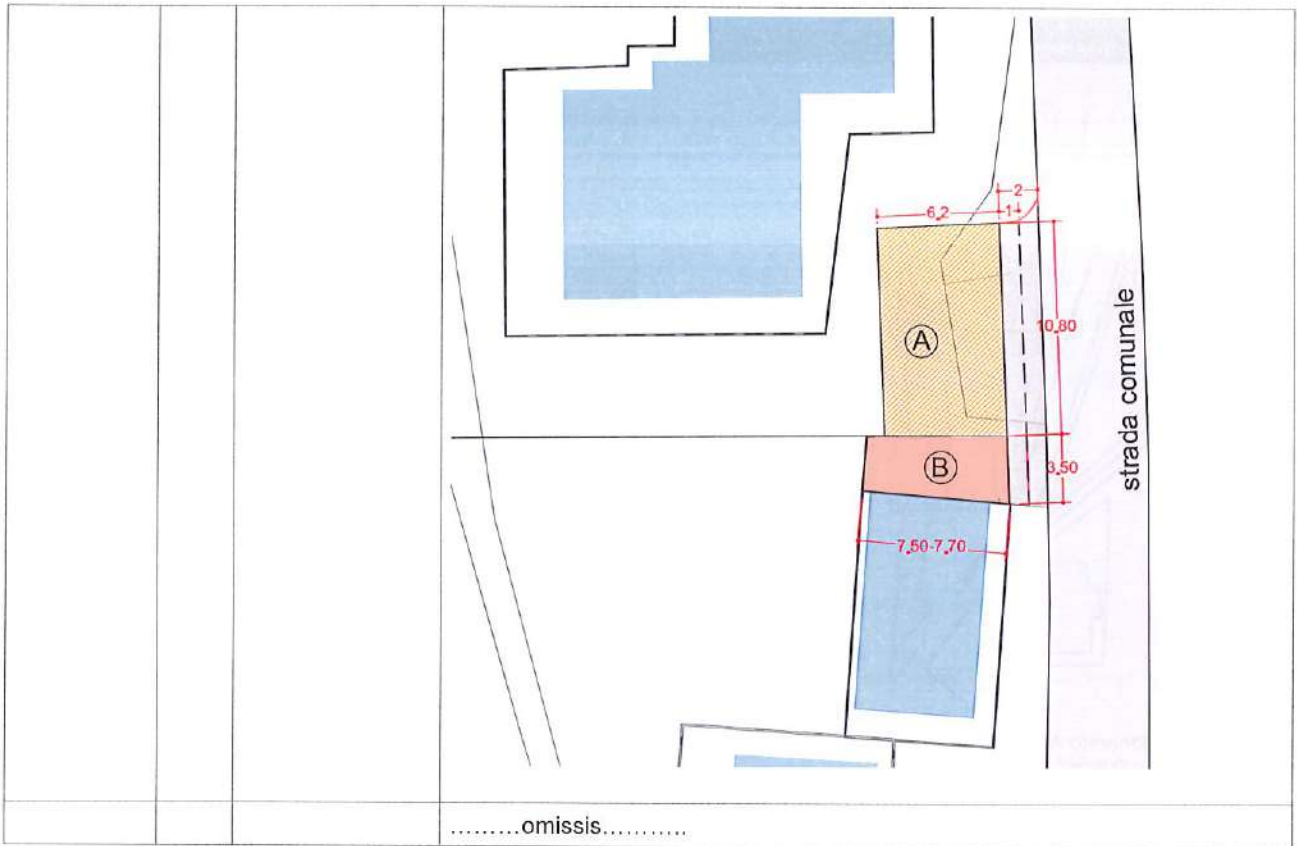 2
6,2
1
10,80
A
strada comunale
B
3,50
7,50-7,70
.........omissis...........